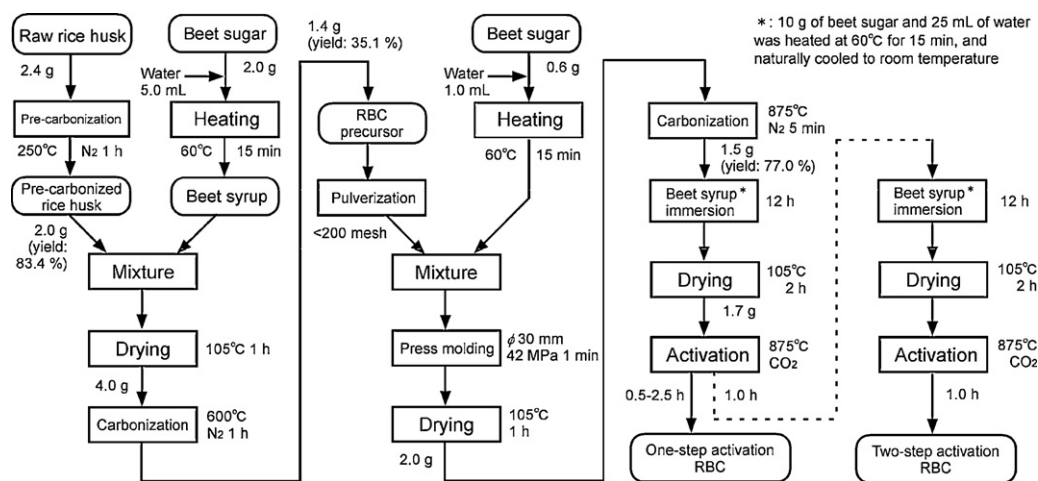 Raw rice husk
2.4 g
Pre-carbonization
250℃
N₂ 1 h
Pre-carbonized
rice husk
2.0 g
(yield:
83.4 %)
Beet sugar
Water
5.0 mL
2.0 g
Heating
60℃
15 min
Beet syrup
Mixture
Drying
105℃ 1 h
4.0 g
Carbonization
600℃
N₂ 1 h
1.4 g
(yield: 35.1 %)
RBC
precursor
Pulverization
<200 mesh
Beet sugar
Water
1.0 mL
0.6 g
Heating
60℃
15 min
Mixture
Press molding
ϕ30 mm
42 MPa 1 min
Drying
105℃
1 h
2.0 g
Carbonization
875℃
N₂ 5 min
1.5 g
(yield: 77.0 %)
Beet syrup*
immersion
12 h
Drying
105℃
2 h
1.7 g
Activation
875℃
CO₂
0.5-2.5 h
1.0 h
One-step activation
RBC
*: 10 g of beet sugar and 25 mL of water
was heated at 60℃ for 15 min, and
naturally cooled to room temperature
Beet syrup*
immersion
12 h
Drying
105℃
2 h
Activation
875℃
CO₂
1.0 h
Two-step activation
RBC